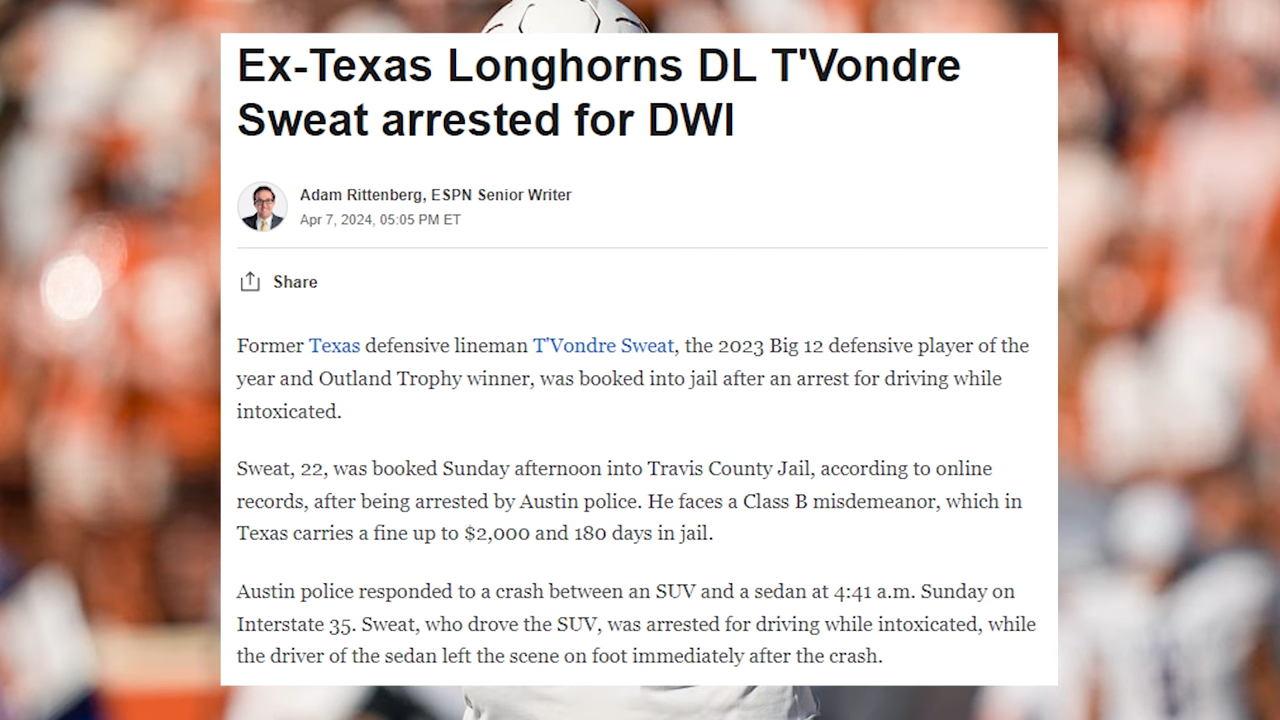 Ex-Texas Longhorns DL T'Vondre
Sweat arrested for DWI
Adam Rittenberg, ESPN Senior Writer
Apr 7, 2024, 05:05 PM ET
Share
Former Texas defensive lineman T'Vondre Sweat, the 2023 Big 12 defensive player of the
year and Outland Trophy winner, was booked into jail after an arrest for driving while
intoxicated.
Sweat, 22, was booked Sunday afternoon into Travis County Jail, according to online
records, after being arrested by Austin police. He faces a Class B misdemeanor, which in
Texas carries a fine up to $2,000 and 180 days in jail.
Austin police responded to a crash between an SUV and a sedan at 4:41 a.m. Sunday on
Interstate 35. Sweat, who drove the SUV, was arrested for driving while intoxicated, while
the driver of the sedan left the scene on foot immediately after the crash.